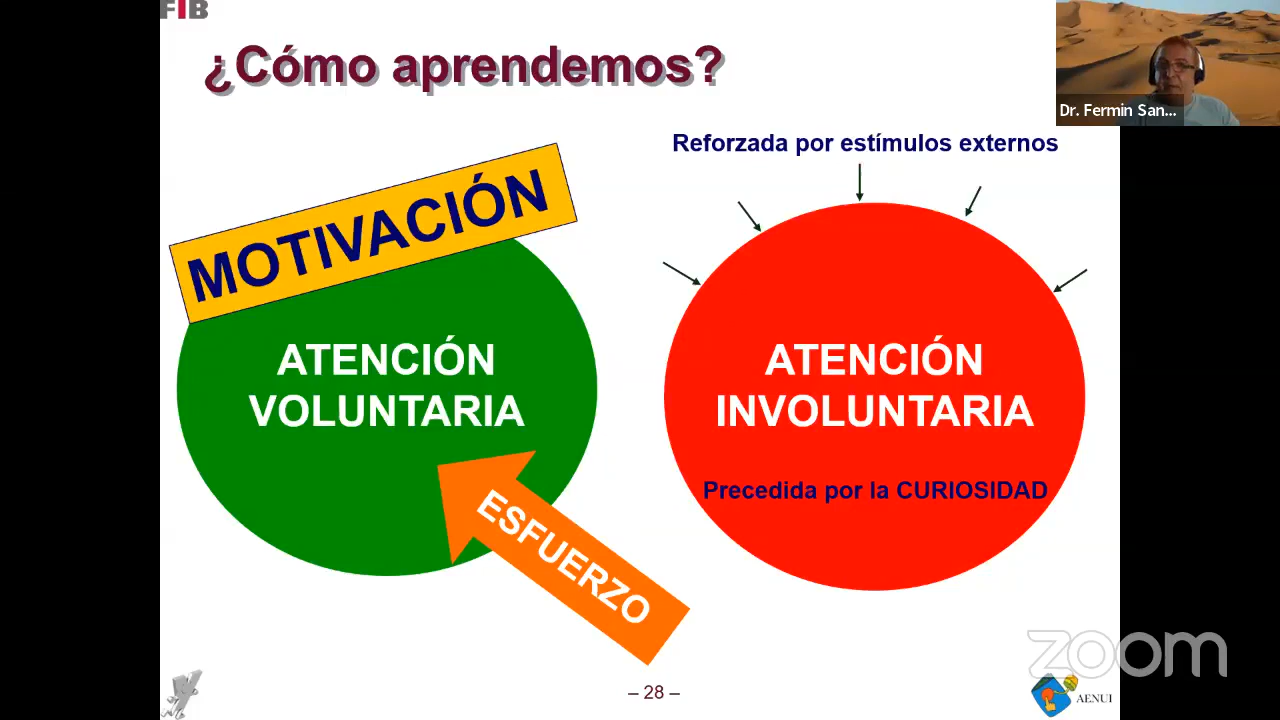 FIB
¿Cómo aprendemos?
Dr. Fermin San...
Reforzada por estímulos externos
MOTIVACIÓN
ATENCIÓN
VOLUNTARIA
ESFUERZO
ATENCIÓN
INVOLUNTARIA
Precedida por la CURIOSIDAD
zoom
– 28 –
AENUI